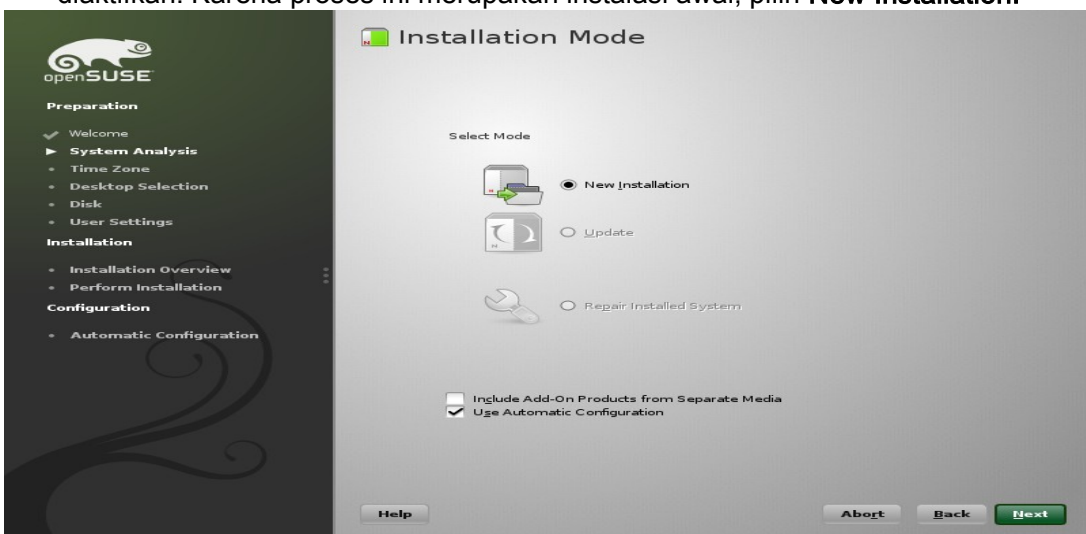 diaktifkan. Karena proses ini merupakan instalasi awal, pilih New Installation.
openSUSE
Preparation
Welcome
System Analysis
Time Zone
Desktop Selection
Disk
User Settings
Installation
Installation Overview
Perform Installation
Configuration
Automatic Configuration
Installation Mode
Select Mode
New Installation
Update
Repair Installed System
Include Add-On Products from Separate Media
Use Automatic Configuration
Help
Abort
Back
Next